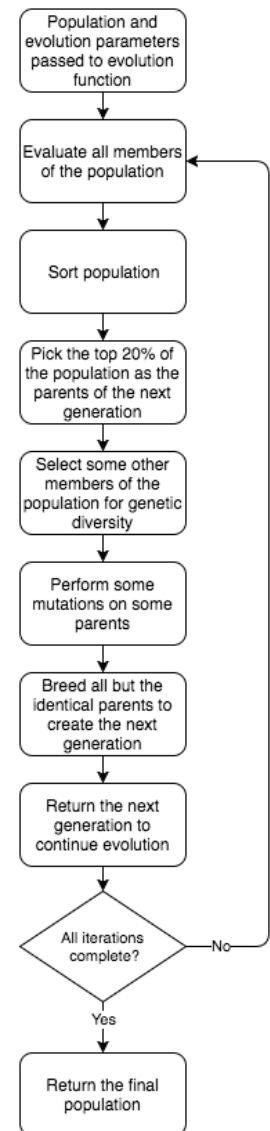 Population and
evolution parameters
passed to evolution
function
Evaluate all members
of the population
Sort population
Pick the top 20% of
the population as the
parents of the next
generation
Select some other
members of the
population for genetic
diversity
Perform some
mutations on some
parents
Breed all but the
identical parents to
create the next
generation
Return the next
generation to
continue evolution
All iterations
complete?
No
Yes
Return the final
population